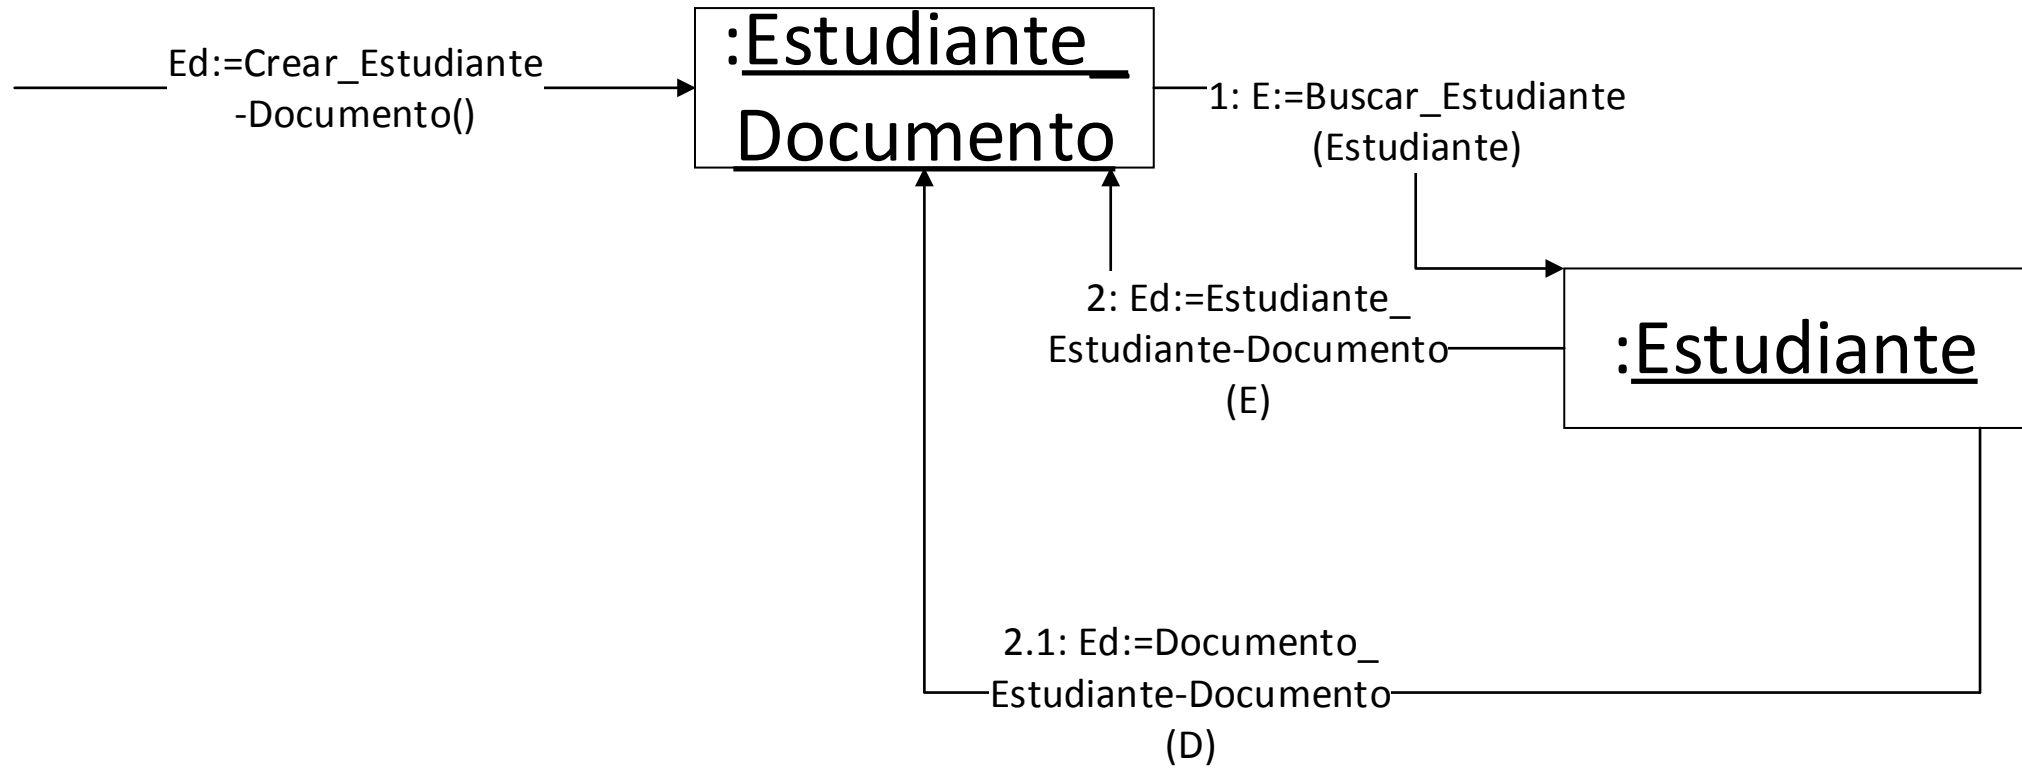 Ed:=Crear_Estudiante
-Documento()
:Estudiante_
Documento
1: E:=Buscar_Estudiante
(Estudiante)
2: Ed:=Estudiante_
Estudiante-Documento
(E)
:Estudiante
2.1: Ed:=Documento_
Estudiante-Documento
(D)